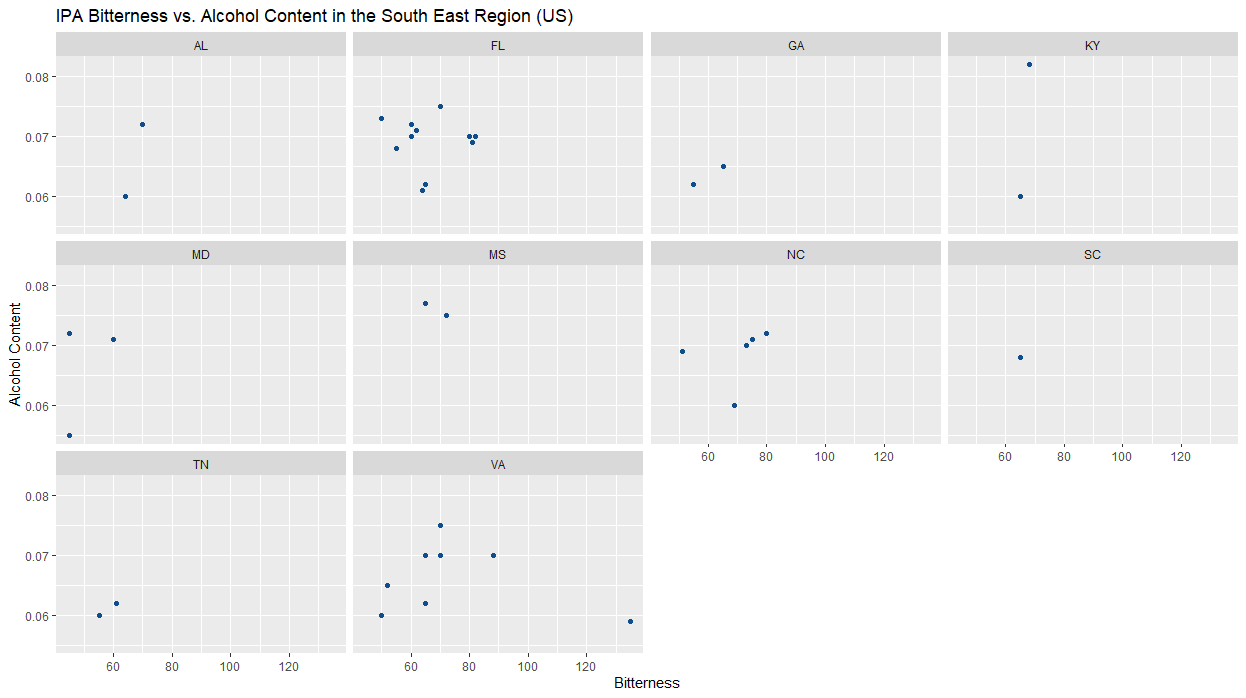 IPA Bitterness vs. Alcohol Content in the South East Region (US)
AL FL GA KY
0.08
0.07
0.06
MD MS NC SC
0.08
0.07
0.06
Alcohol Content
60 80 100 120 60 80 100 120
TN VA
0.08
0.07
0.06
60 80 100 120 60 80 100 120
Bitterness